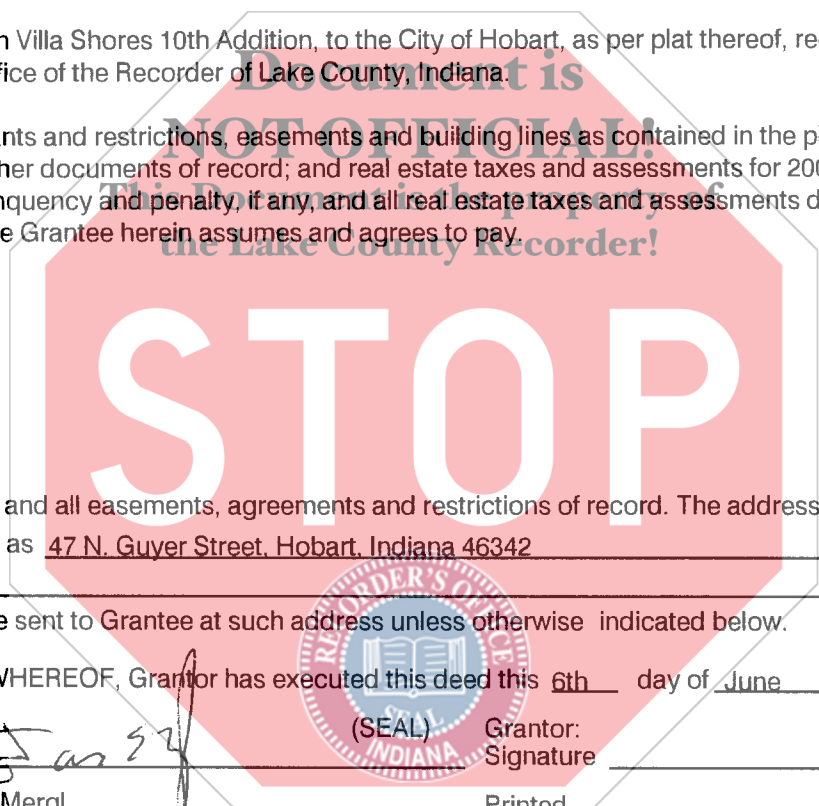 Villa Shores 10th Addition, to the City of Hobart, as per plat thereof, re
fice of the Recorder of Lake County, Indiana.
Document is
NOT OFFICIAL!
This Document is the property of
the Lake County Recorder!
nts and restrictions, easements and building lines as contained in the p
her documents of record; and real estate taxes and assessments for 200
nquency and penalty, if any, and all real estate taxes and assessments d
e Grantee herein assumes and agrees to pay.
STOP
and all easements, agreements and restrictions of record. The address
as 47 N. Guyer Street, Hobart, Indiana 46342
RECORDER'S OFFICE
e sent to Grantee at such address unless otherwise indicated below.
WHEREOF, Grantor has executed this deed this 6th day of June
SEAL
INDIANA
(SEAL) Grantor:
Signature
Mergl Printed